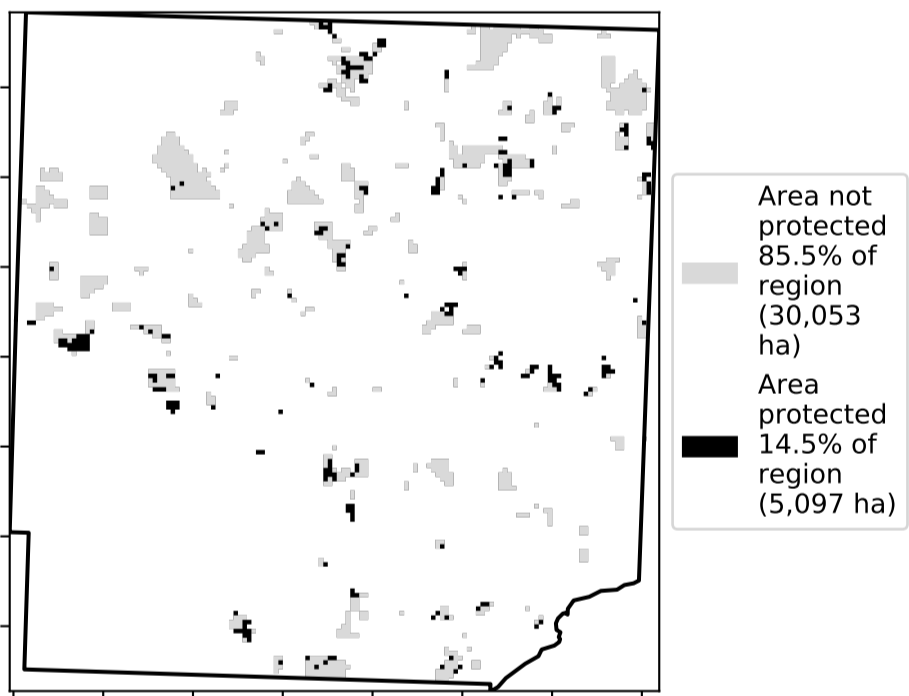 Area not
protected
85.5% of
region
(30,053
ha)
Area
protected
14.5% of
region
(5,097 ha)